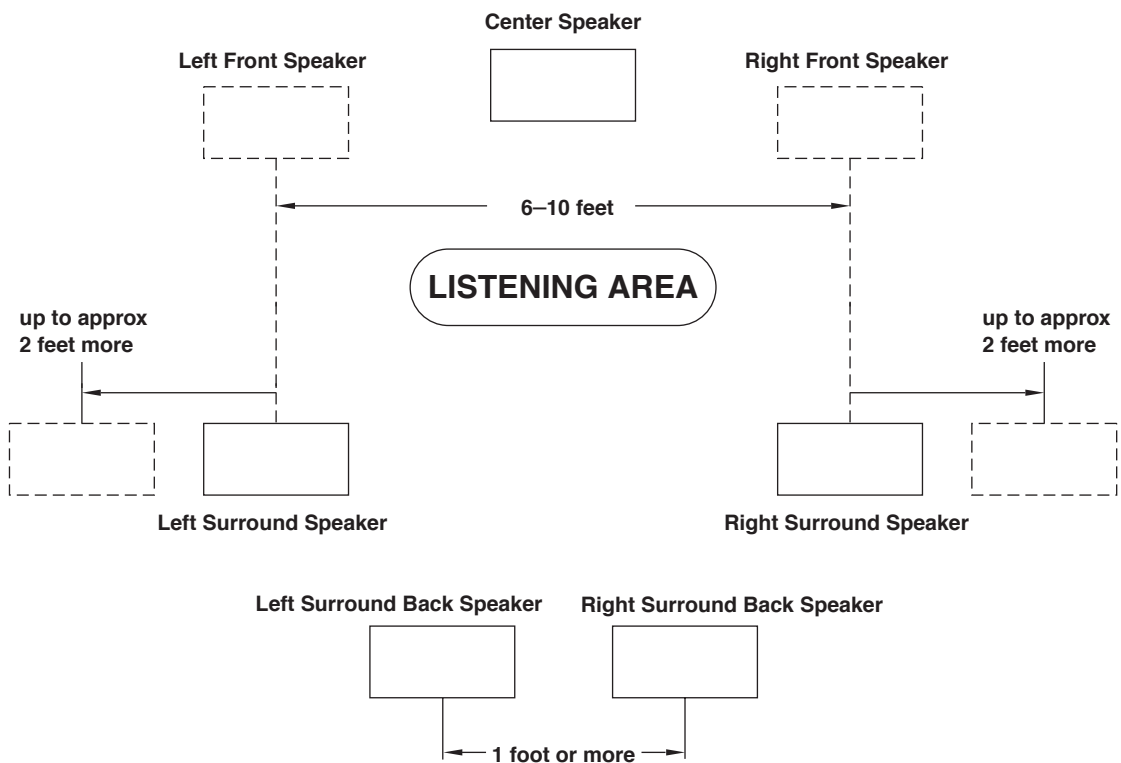 Center Speaker
Left Front Speaker
Right Front Speaker
6–10 feet
LISTENING AREA
up to approx
2 feet more
up to approx
2 feet more
Left Surround Speaker
Right Surround Speaker
Left Surround Back Speaker
Right Surround Back Speaker
1 foot or more